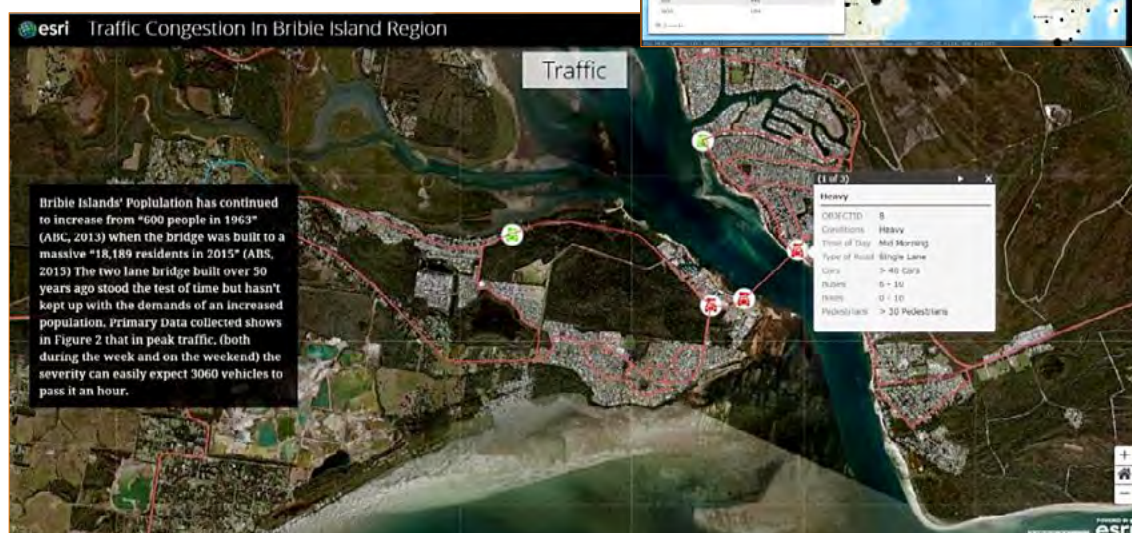 esri Traffic Congestion In Bribie Island Region
Traffic
Bribie Islands' Poplulation has continued
to increase from "600 people in 1963"
(ABC, 2013) when the bridge was built to a
massive "18,189 residents in 2015" (ABS,
2015) The two lane bridge built over 50
years ago stood the test of time but hasn't
kept up with the demands of an increased
population. Primary Data collected shows
in Figure 2 that in peak traffic, (both
during the week and on the weekend) the
severity can easily expect 3060 vehicles to
pass it an hour.
(1 of 3)
Heavy
OBJECTID 8
Conditions Heavy
Time of Day Mid Morning
Type of Road Single Lane
Cars > 40 Cars
Buses 6 - 10
Bikes 0 - 10
Pedestrians > 30 Pedestrians
esri